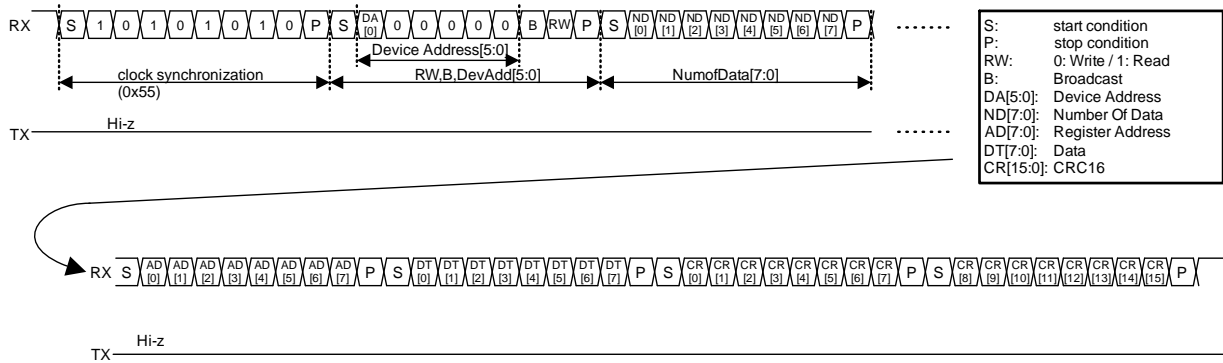 RX S 1 0 1 0 1 0 1 0 P S DA [0] 0 0 0 0 0 B RW P S ND [0] ND [1] ND [2] ND [3] ND [4] ND [5] ND [6] ND [7] P
Device Address[5:0]
clock synchronization (0x55)
RW,B,DevAdd[5:0]
NumofData[7:0]
Hi-z
TX
S: start condition
P: stop condition
RW: 0: Write / 1: Read
B: Broadcast
DA[5:0]: Device Address
ND[7:0]: Number Of Data
AD[7:0]: Register Address
DT[7:0]: Data
CR[15:0]: CRC16
RX S AD [0] AD [1] AD [2] AD [3] AD [4] AD [5] AD [6] AD [7] P S DT [0] DT [1] DT [2] DT [3] DT [4] DT [5] DT [6] DT [7] P S CR [0] CR [1] CR [2] CR [3] CR [4] CR [5] CR [6] CR [7] P S CR [8] CR [9] CR [10] CR [11] CR [12] CR [13] CR [14] CR [15] P
Hi-z
TX